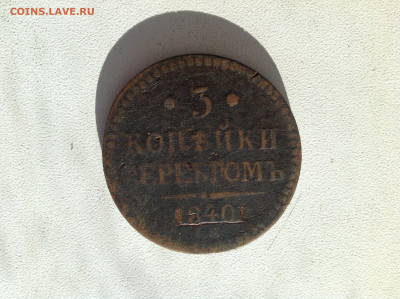 COINS.LAVE.RU
3
КОПѢЙКИ
СЕРЕБРОМЪ
1840